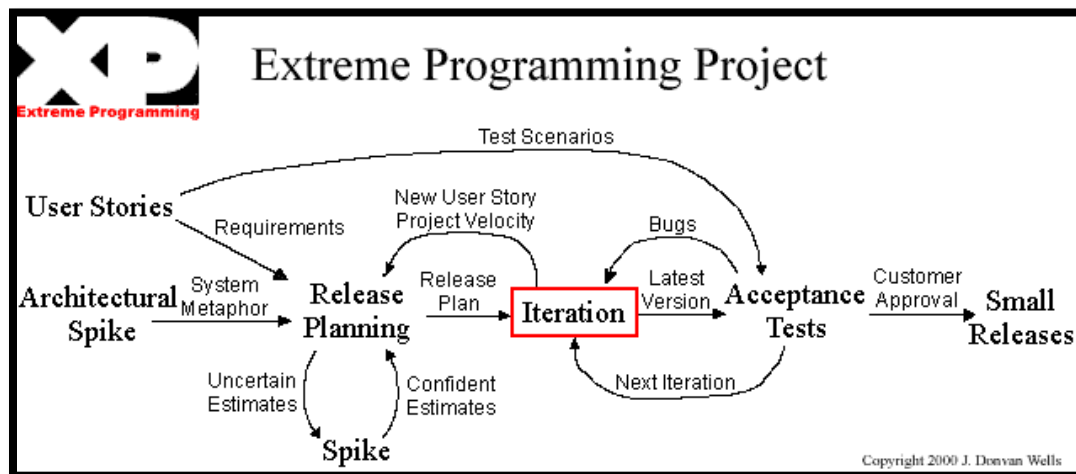 XP
Extreme Programming
Extreme Programming Project
Test Scenarios
User Stories
New User Story
Project Velocity
Bugs
Requirements
Architectural
Spike
System
Metaphor
Release
Planning
Release
Plan
Iteration
Latest
Version
Acceptance
Tests
Customer
Approval
Small
Releases
Uncertain
Estimates
Confident
Estimates
Next Iteration
Spike
Copyright 2000 J. Donvan Wells